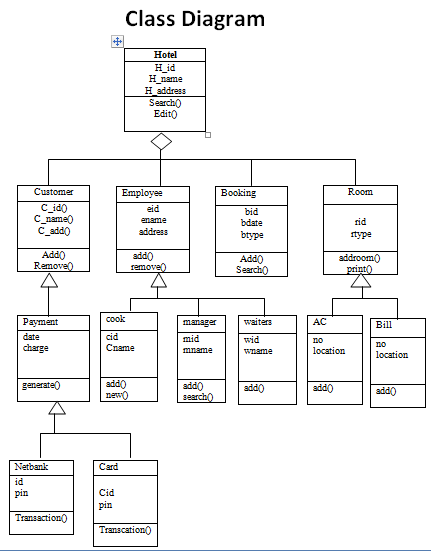 Class Diagram
Hotel
H_id
H_name
H_address
Search()
Edit()
Customer
C_id()
C_name()
C_add()
Add()
Remove()
Employee
eid
ename
address
add()
remove()
Booking
bid
bdate
btype
Add()
Search()
Room
rid
rtype
addroom()
print()
Payment
date
charge
generate()
cook
cid
Cname
add()
new()
manager
mid
mname
add()
search()
waiters
wid
wname
add()
AC
no
location
add()
Bill
no
location
add()
Netbank
id
pin
Transaction()
Card
Cid
pin
Transcation()